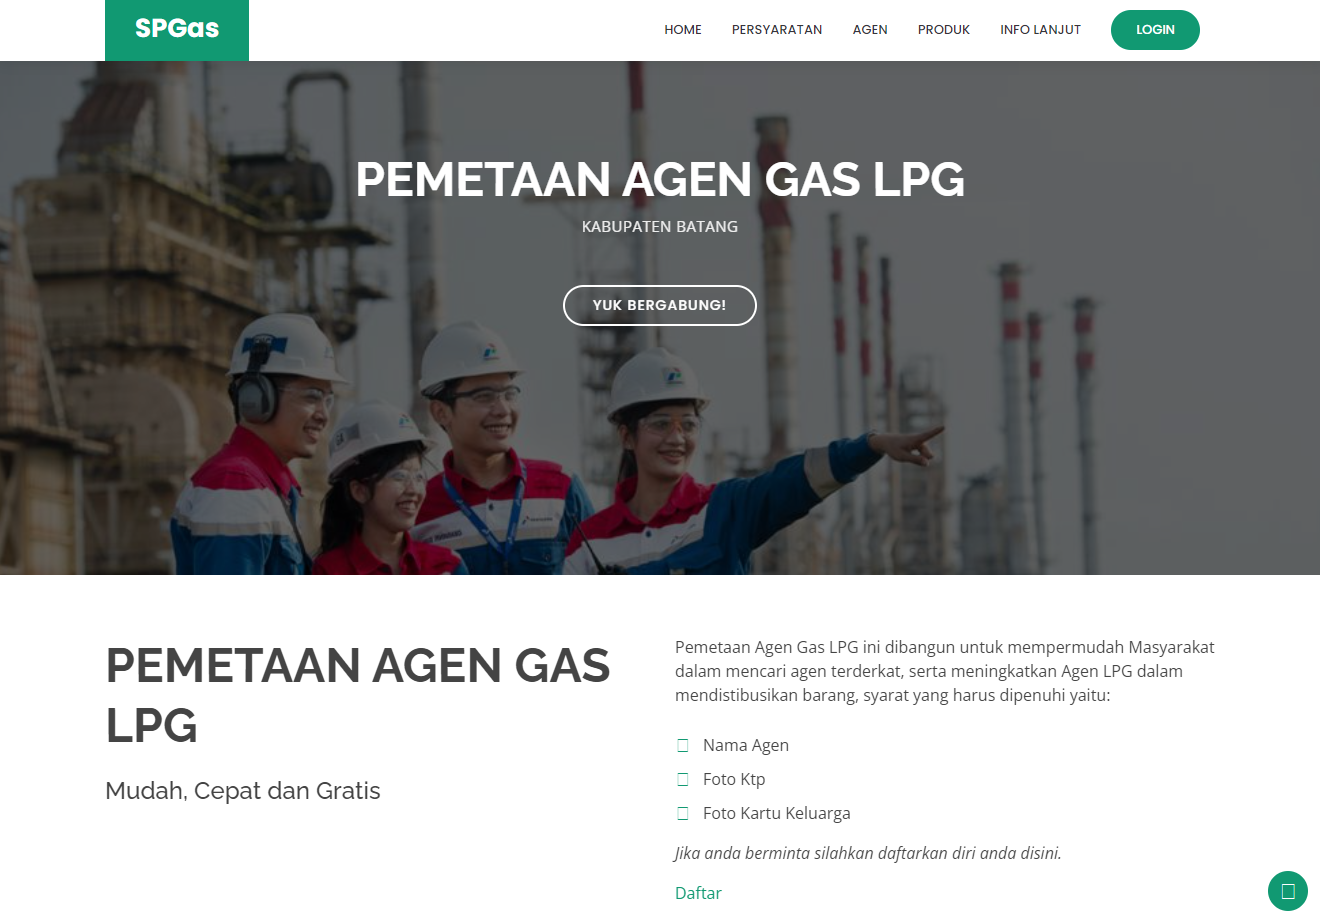 SPGas
HOME PERSYARATAN AGEN PRODUK INFO LANJUT LOGIN
PEMETAAN AGEN GAS LPG
KABUPATEN BATANG
YUK BERGABUNG!
PEMETAAN AGEN GAS
LPG
Mudah, Cepat dan Gratis
Pemetaan Agen Gas LPG ini dibangun untuk mempermudah Masyarakat
dalam mencari agen terderkat, serta meningkatkan Agen LPG dalam
mendistibusikan barang, syarat yang harus dipenuhi yaitu:
Nama Agen
Foto Ktp
Foto Kartu Keluarga
Jika anda berminta silahkan daftarkan diri anda disini.
Daftar